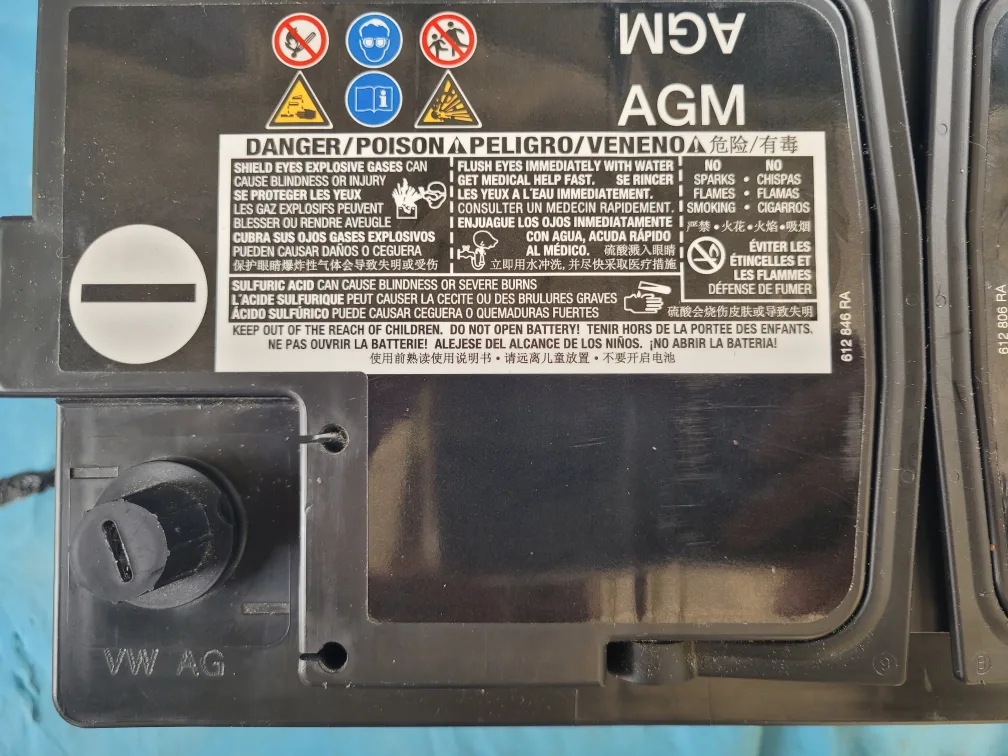 AGM
AGM
DANGER/POISON⚠PELIGRO/VENENO⚠危险/有毒
SHIELD EYES EXPLOSIVE GASES CAN
CAUSE BLINDNESS OR INJURY
SE PROTEGER LES YEUX
LES GAZ EXPLOSIFS PEUVENT
BLESSER OU RENDRE AVEUGLE
CUBRA SUS OJOS GASES EXPLOSIVOS
PUEDEN CAUSAR DAÑOS O CEGUERA
保护眼睛爆炸性气体会导致失明或受伤
FLUSH EYES IMMEDIATELY WITH WATER
GET MEDICAL HELP FAST. SE RINCER
LES YEUX A L'EAU IMMEDIATEMENT.
CONSULTER UN MEDECIN RAPIDEMENT.
ENJUAGUE LOS OJOS INMEDIATAMENTE
CON AGUA, ACUDA RÁPIDO
AL MÉDICO. 硫酸溅入眼睛
立即用水冲洗, 并尽快采取医疗措施
NO NO
SPARKS • CHISPAS
FLAMES • FLAMAS
SMOKING • CIGARROS
严禁•火花•火焰•吸烟
ÉVITER LES
ÉTINCELLES ET
LES FLAMMES
DÉFENSE DE FUMER
SULFURIC ACID CAN CAUSE BLINDNESS OR SEVERE BURNS
L'ACIDE SULFURIQUE PEUT CAUSER LA CECITE OU DES BRULURES GRAVES
ÁCIDO SULFÚRICO PUEDE CAUSAR CEGUERA O QUEMADURAS FUERTES
硫酸会烧伤皮肤或导致失明
KEEP OUT OF THE REACH OF CHILDREN. DO NOT OPEN BATTERY! TENIR HORS DE LA PORTEE DES ENFANTS.
NE PAS OUVRIR LA BATTERIE! ALEJESE DEL ALCANCE DE LOS NIÑOS. ¡NO ABRIR LA BATERIA!
使用前熟读使用说明书•请远离儿童放置•不要开启电池
612 846 RA
612 806 RA
VW AG
9